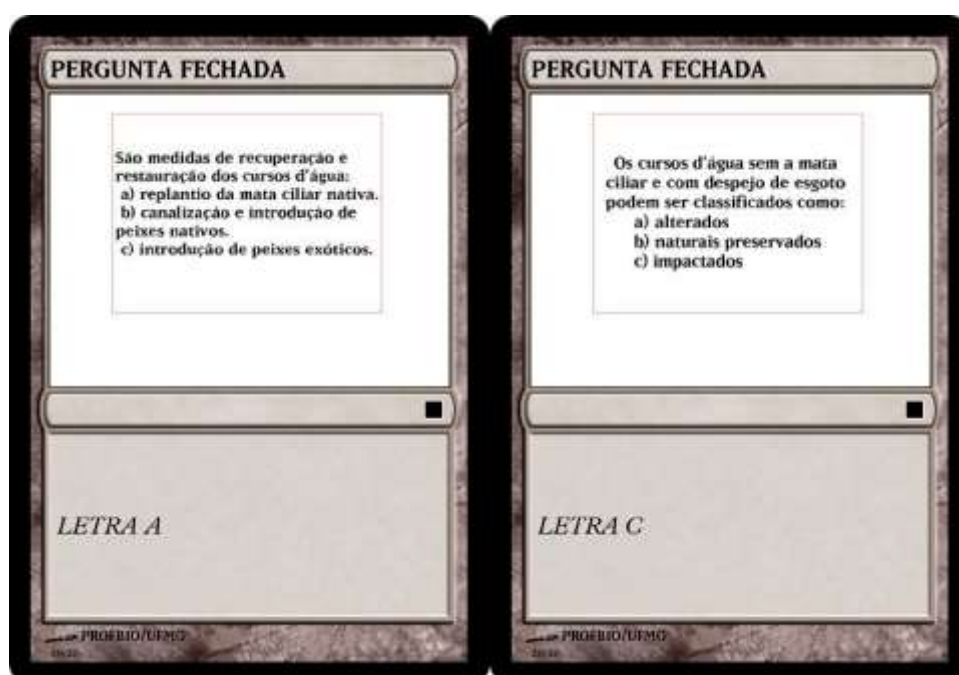 PERGUNTA FECHADA
São medidas de recuperação e
restauração dos cursos d'água:
a) replantio da mata ciliar nativa.
b) canalização e introdução de
peixes nativos.
c) introdução de peixes exóticos.
LETRA A
PROFBIO/UFMG
PERGUNTA FECHADA
Os cursos d'água sem a mata
ciliar e com despejo de esgoto
podem ser classificados como:
a) alterados
b) naturais preservados
c) impactados
LETRA C
PROFBIO/UFMG